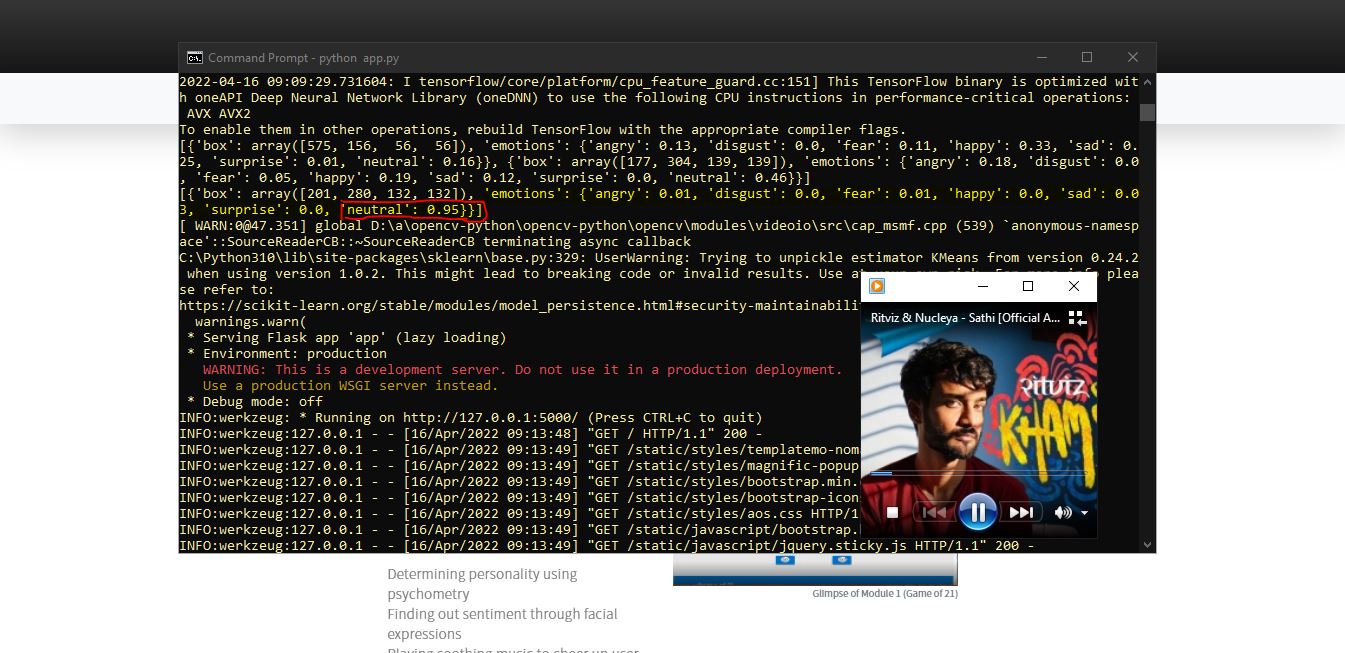 Command Prompt - python  app.py
2022-04-16 09:09:29.731604: I tensorflow/core/platform/cpu_feature_guard.cc:151] This TensorFlow binary is optimized wit
h oneAPI Deep Neural Network Library (oneDNN) to use the following CPU instructions in performance-critical operations:
 AVX AVX2
To enable them in other operations, rebuild TensorFlow with the appropriate compiler flags.
[{'box': array([575, 156,  56,  56]), 'emotions': {'angry': 0.13, 'disgust': 0.0, 'fear': 0.11, 'happy': 0.33, 'sad': 0.
25, 'surprise': 0.01, 'neutral': 0.16}}, {'box': array([177, 304, 139, 139]), 'emotions': {'angry': 0.18, 'disgust': 0.0
, 'fear': 0.05, 'happy': 0.19, 'sad': 0.12, 'surprise': 0.0, 'neutral': 0.46}}]
[{'box': array([201, 280, 132, 132]), 'emotions': {'angry': 0.01, 'disgust': 0.0, 'fear': 0.01, 'happy': 0.0, 'sad': 0.0
3, 'surprise': 0.0, 'neutral': 0.95}}]
[ WARN:0@47.351] global D:\a\opencv-python\opencv-python\opencv\modules\videoio\src\cap_msmf.cpp (539) `anonymous-namesp
ace'::SourceReaderCB::~SourceReaderCB terminating async callback
C:\Python310\lib\site-packages\sklearn\base.py:329: UserWarning: Trying to unpickle estimator KMeans from version 0.24.2
 when using version 1.0.2. This might lead to breaking code or invalid results. Use at your own risk. For more info plea
se refer to:
https://scikit-learn.org/stable/modules/model_persistence.html#security-maintainabili
  warnings.warn(
 * Serving Flask app 'app' (lazy loading)
 * Environment: production
   WARNING: This is a development server. Do not use it in a production deployment.
   Use a production WSGI server instead.
 * Debug mode: off
INFO:werkzeug: * Running on http://127.0.0.1:5000/ (Press CTRL+C to quit)
INFO:werkzeug:127.0.0.1 - - [16/Apr/2022 09:13:48] "GET / HTTP/1.1" 200 -
INFO:werkzeug:127.0.0.1 - - [16/Apr/2022 09:13:49] "GET /static/styles/templatemo-nom
INFO:werkzeug:127.0.0.1 - - [16/Apr/2022 09:13:49] "GET /static/styles/magnific-popup
INFO:werkzeug:127.0.0.1 - - [16/Apr/2022 09:13:49] "GET /static/styles/bootstrap.min.
INFO:werkzeug:127.0.0.1 - - [16/Apr/2022 09:13:49] "GET /static/styles/bootstrap-icon
INFO:werkzeug:127.0.0.1 - - [16/Apr/2022 09:13:49] "GET /static/styles/aos.css HTTP/1
INFO:werkzeug:127.0.0.1 - - [16/Apr/2022 09:13:49] "GET /static/javascript/bootstrap.
INFO:werkzeug:127.0.0.1 - - [16/Apr/2022 09:13:49] "GET /static/javascript/jquery.sticky.js HTTP/1.1" 200 -
Ritviz & Nucleya - Sathi [Official A...
रitviz
KHAM
Determining personality using
psychometry
Finding out sentiment through facial
expressions
Playing soothing music to cheer up user
Glimpse of Module 1 (Game of 21)